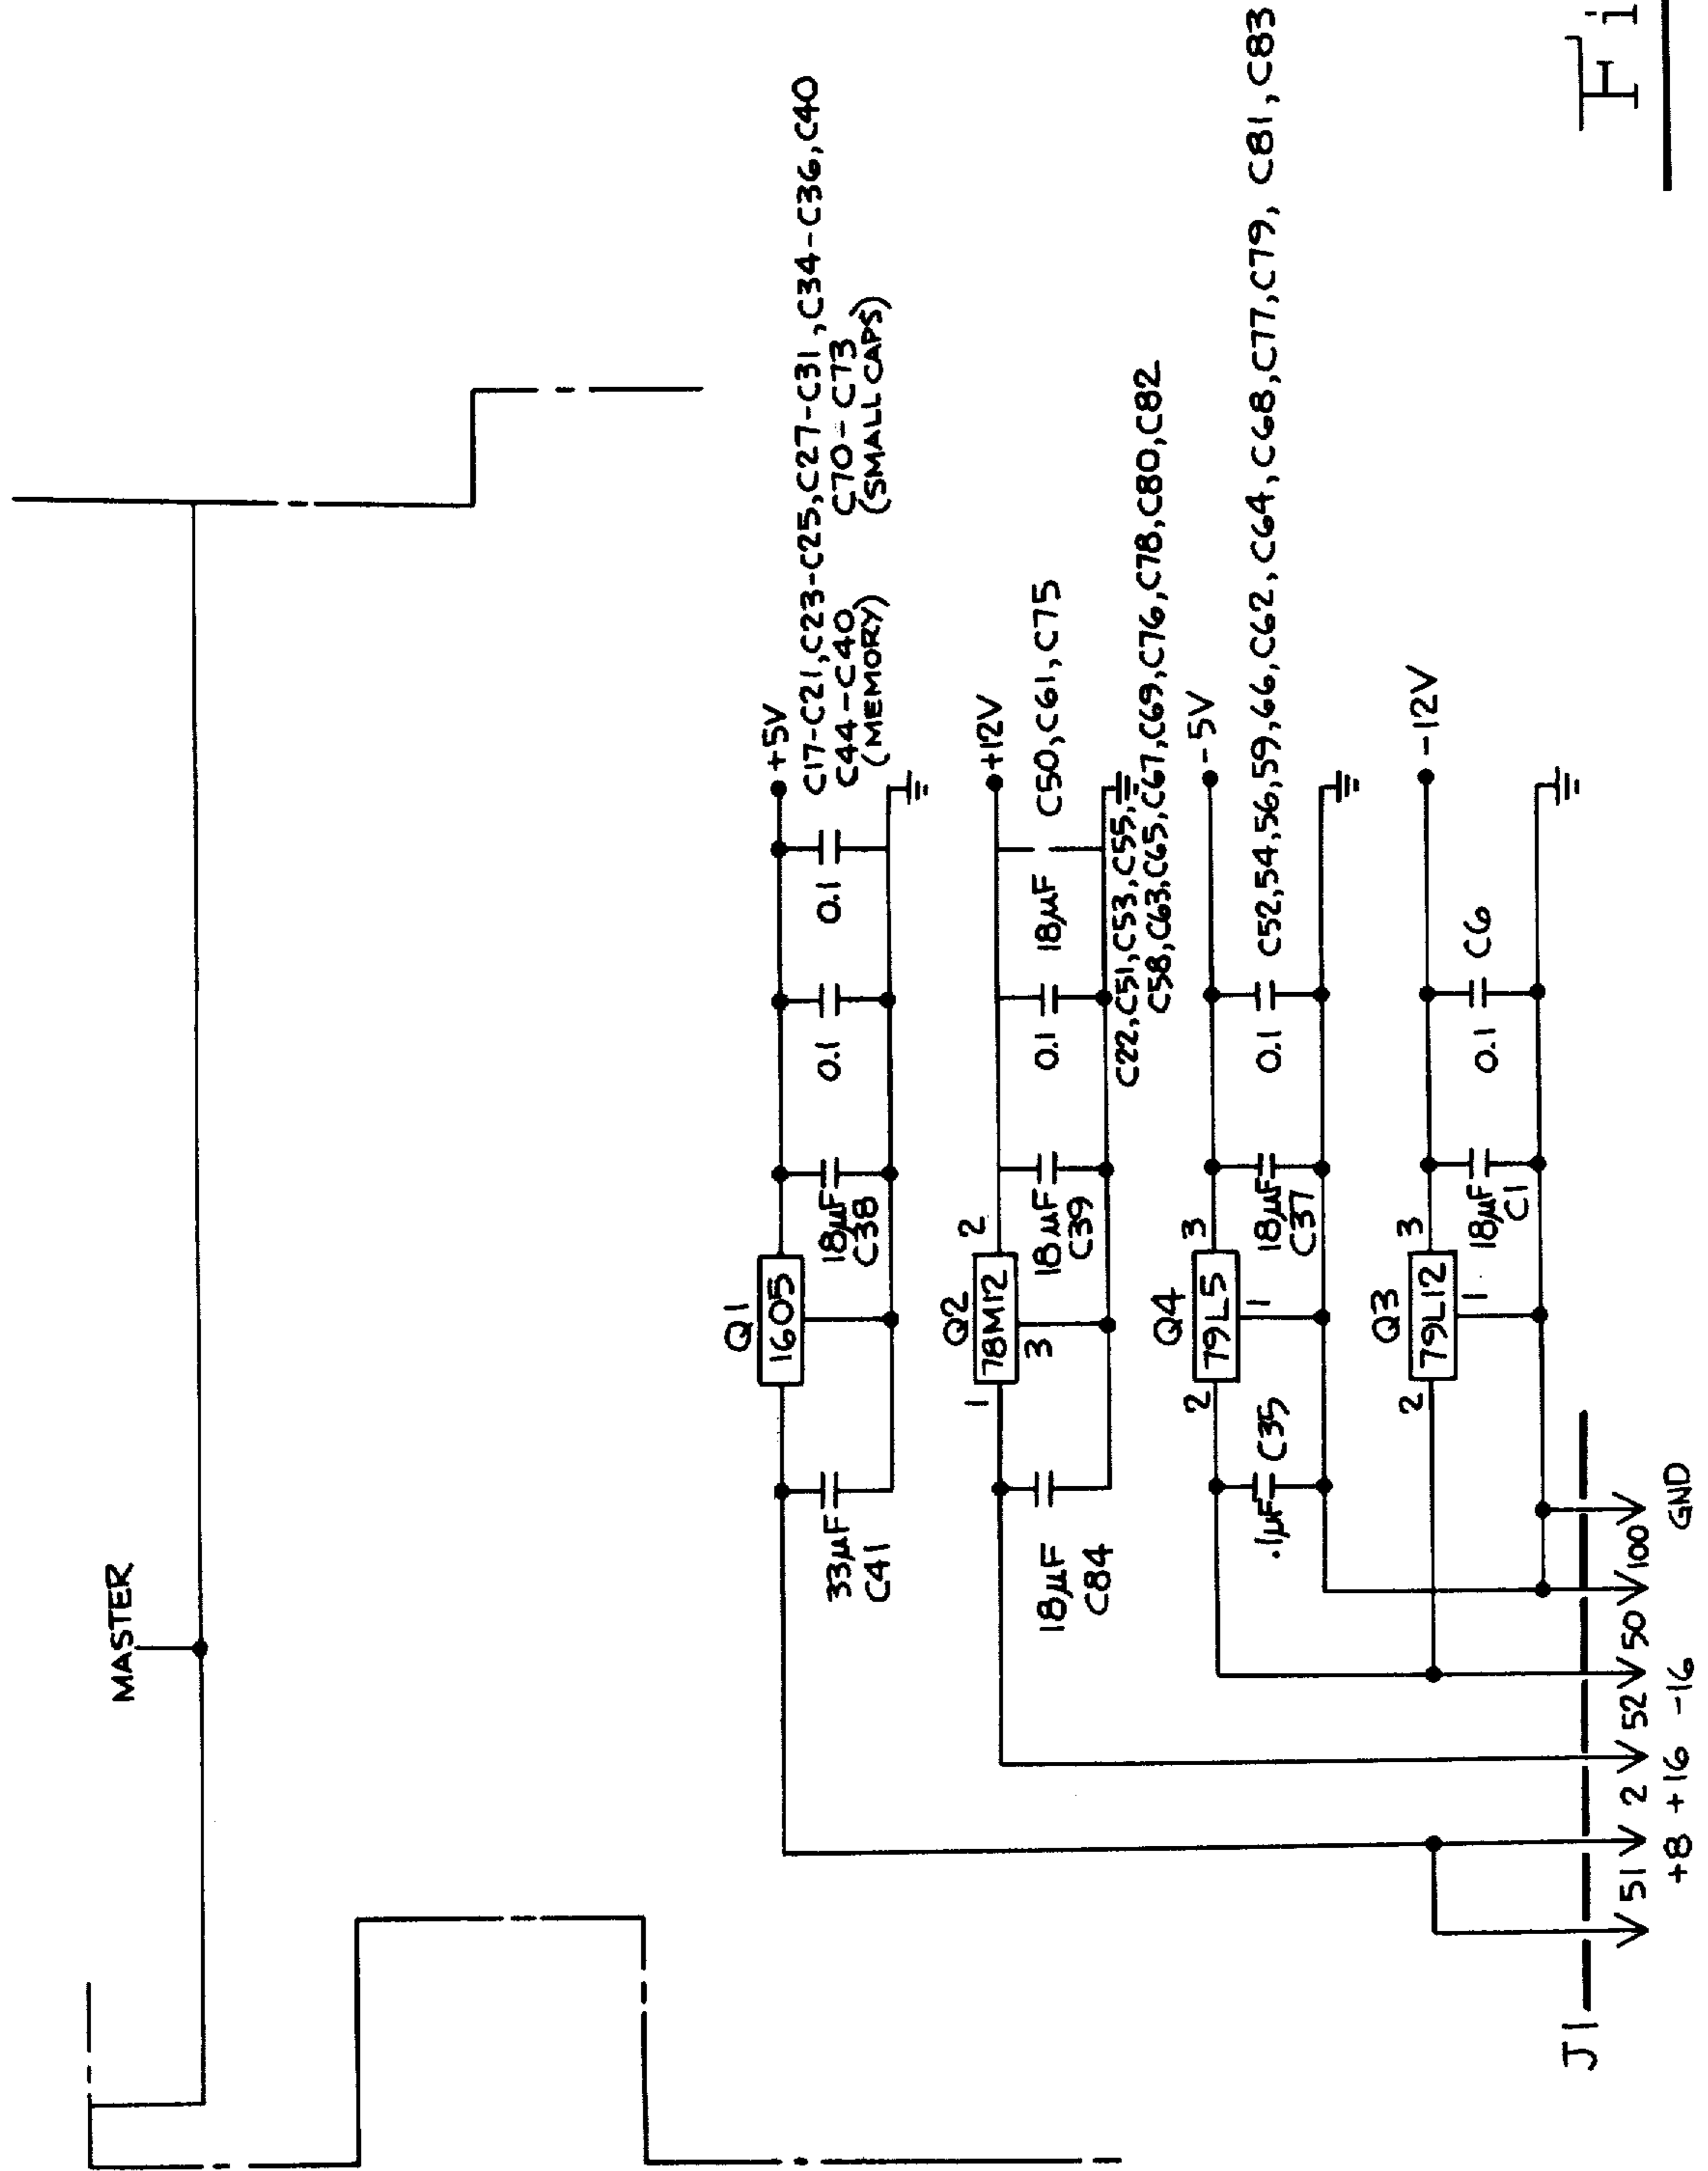 MASTER
+5V
C17-C21,C23-C25,C27-C31,C34-C36,C40
C44-C40
(MEMORY)
C70-C73
(SMALL CAPS)
Q1
1605
33µF
C41
18µF
C38
0.1
0.1
+12V
C50,C61,C75
Q2
78M12
1
2
3
18µF
C84
18µF
C39
0.1
18µF
C22,C51,C53,C55,
C58,C63,C65,C67,C69,C76,C78,C80,C82
-5V
Q4
79L5
2
3
1
.1µF C35
18µF
C37
0.1
C52,54,56,59,66,C62,C64,C68,C77,C79, C81,C83
-12V
Q3
79L12
2
3
1
18µF
C1
0.1
C6
J1
51 2 52 50 100
+8 +16 -16 GND
Fi